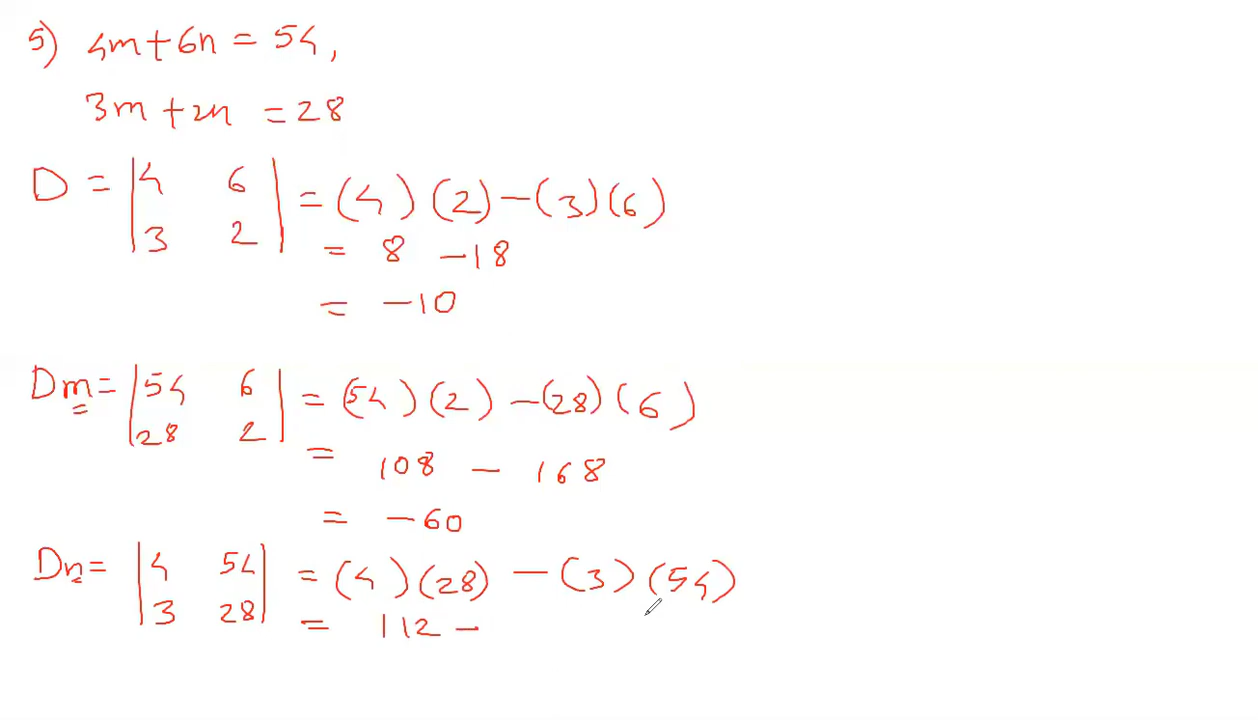 5) 4m+6n = 54,
3m+2n = 28
D = |4 6| = (4) (2) – (3) (6)
|3 2| = 8 – 18
= –10
Dm = |54 6| = (54) (2) – (28) (6)
|28 2| = 108 – 168
= –60
Dn = |4 54| = (4) (28) – (3) (54)
|3 28| = 112 –